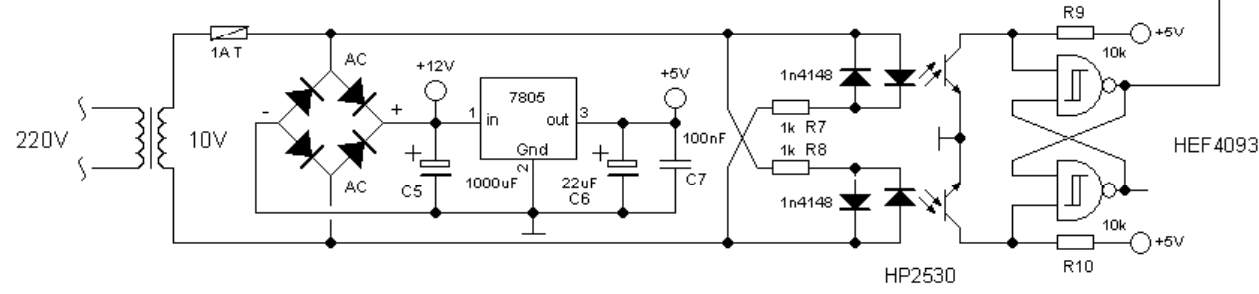 220V
10V
1A T
AC
AC
-
+
+12V
+
C5
1000uF
1
in
7805
out
3
Gnd
2
+5V
+
22uF
C6
100nF
C7
1k R7
1k R8
1n4148
1n4148
HP2530
R9
10k
+5V
HEF4093
10k
R10
+5V